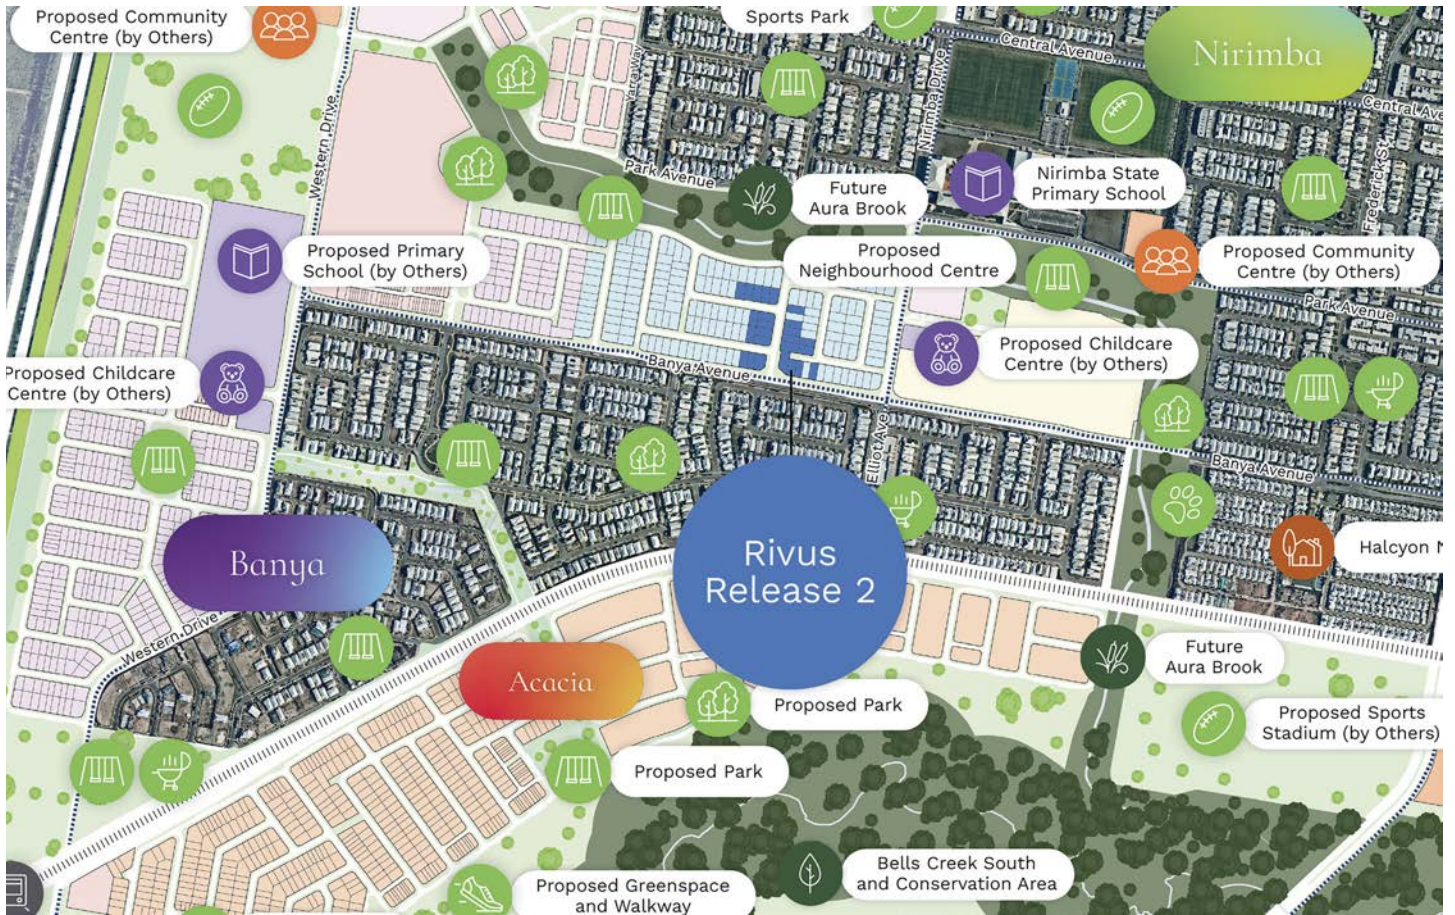 Proposed Community
Centre (by Others)
Sports Park
Central Avenue
Nirimba
Central Ave
Yarra Way
Nirimba Drive
Western Drive
Park Avenue
Future
Aura Brook
Nirimba State
Primary School
Frederick St
Proposed Primary
School (by Others)
Proposed
Neighbourhood Centre
Proposed Community
Centre (by Others)
Park Avenue
Proposed Childcare
Centre (by Others)
Banya Avenue
Proposed Childcare
Centre (by Others)
Elliot Ave
Banya Avenue
Rivus
Release 2
Halcyon N
Banya
Western Drive
Acacia
Future
Aura Brook
Proposed Park
Proposed Sports
Stadium (by Others)
Proposed Park
Bells Creek South
and Conservation Area
Proposed Greenspace
and Walkway